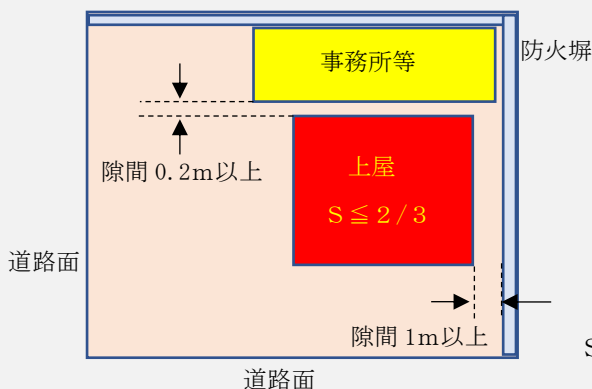 事務所等
防火塀
隙間 0.2m以上
上屋
S ≦ 2/3
道路面
隙間 1m以上
S
道路面